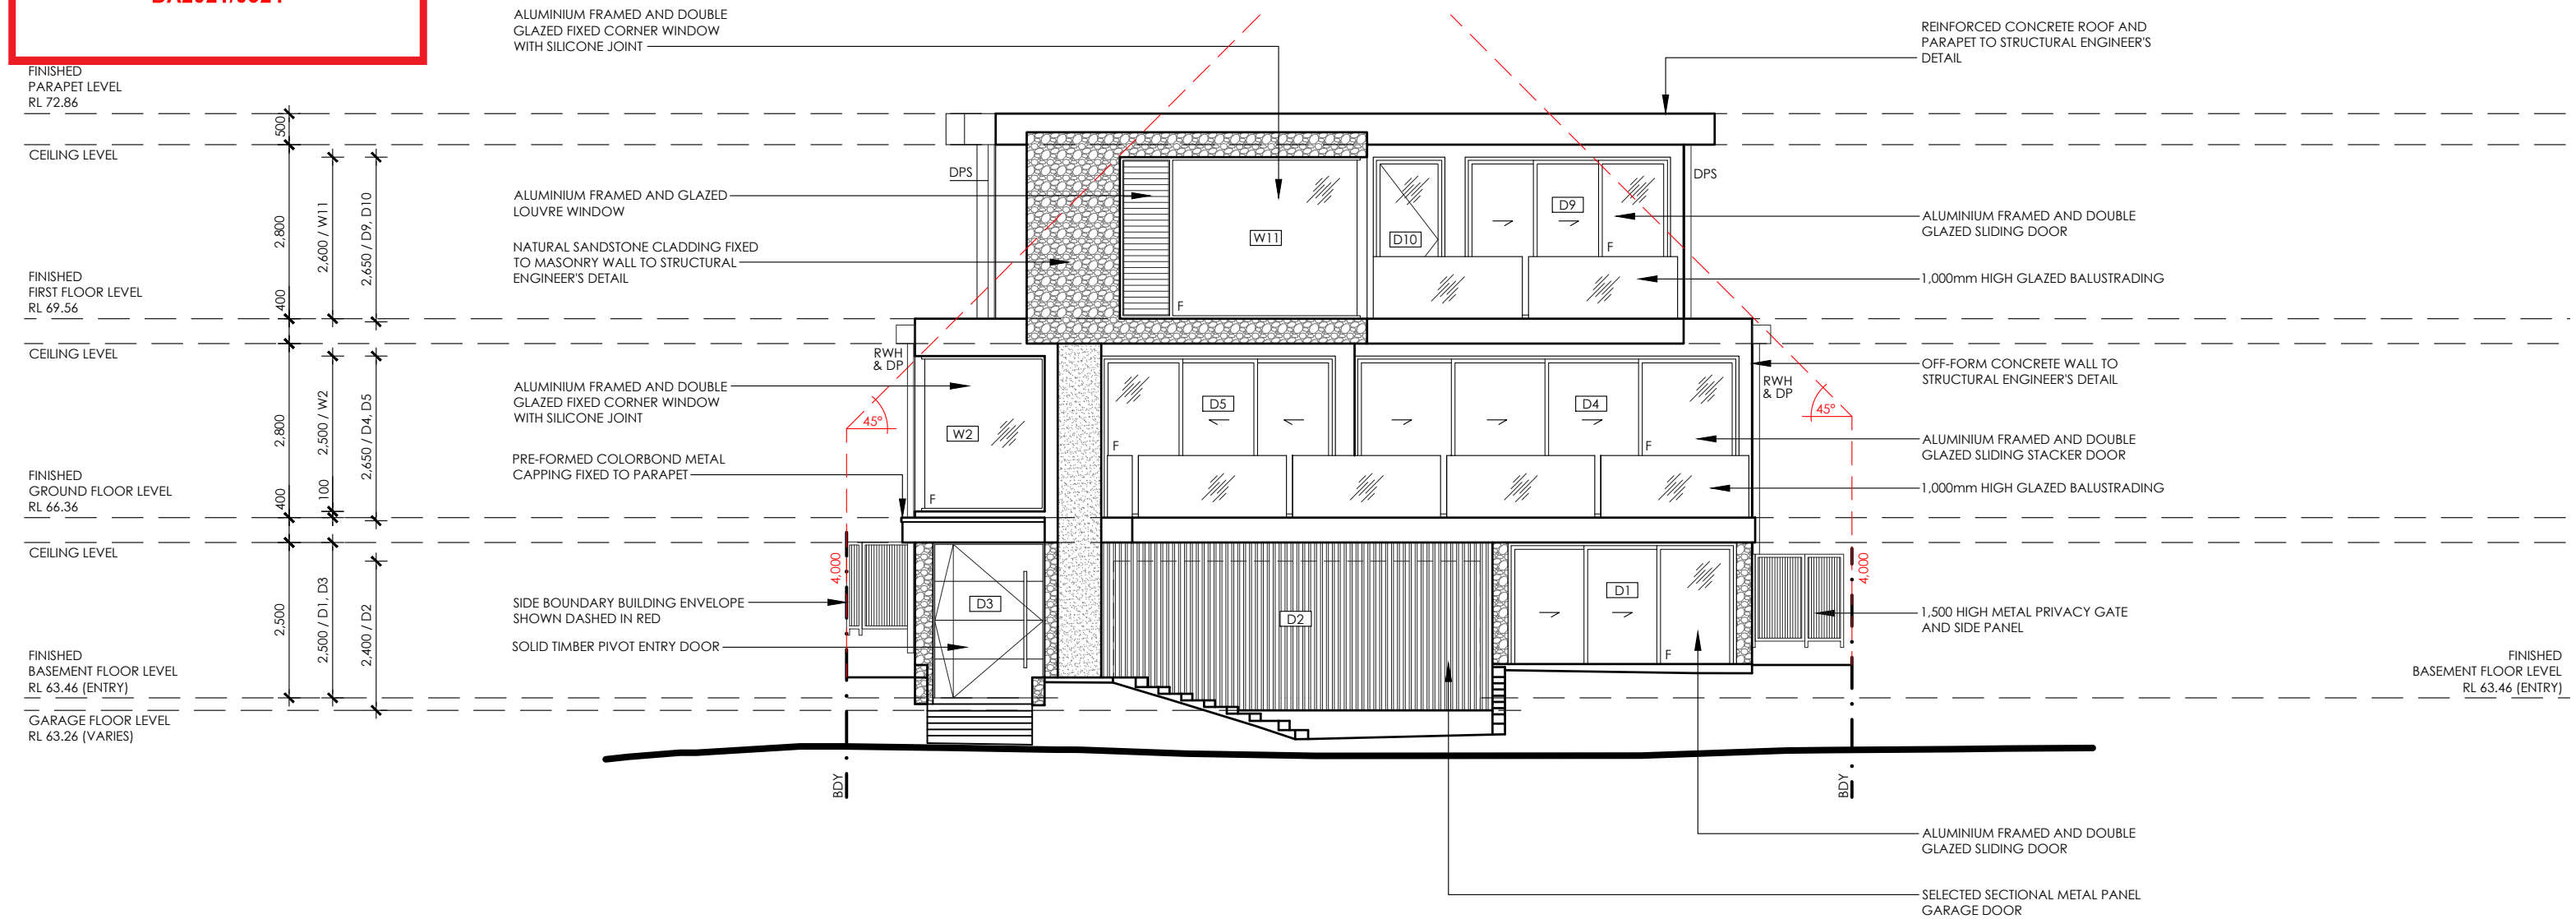 FINISHED
PARAPET LEVEL
RL 72.86
CEILING LEVEL
FINISHED
FIRST FLOOR LEVEL
RL 69.56
CEILING LEVEL
FINISHED
GROUND FLOOR LEVEL
RL 66.36
CEILING LEVEL
FINISHED
BASEMENT FLOOR LEVEL
RL 63.46 (ENTRY)
GARAGE FLOOR LEVEL
RL 63.26 (VARIES)
500
2,800
400
2,800
400
2,500
2,600 / W11
2,500 / W2
100
2,500 / D1, D3
2,650 / D9, D10
2,650 / D4, D5
2,400 / D2
ALUMINIUM FRAMED AND DOUBLE
GLAZED FIXED CORNER WINDOW
WITH SILICONE JOINT
ALUMINIUM FRAMED AND GLAZED
LOUVRE WINDOW
NATURAL SANDSTONE CLADDING FIXED
TO MASONRY WALL TO STRUCTURAL
ENGINEER'S DETAIL
ALUMINIUM FRAMED AND DOUBLE
GLAZED FIXED CORNER WINDOW
WITH SILICONE JOINT
PRE-FORMED COLORBOND METAL
CAPPING FIXED TO PARAPET
SIDE BOUNDARY BUILDING ENVELOPE
SHOWN DASHED IN RED
SOLID TIMBER PIVOT ENTRY DOOR
DPS
W11
F
D10
D9
F
DPS
RWH
& DP
45°
W2
F
D5
F
D4
F
RWH
& DP
45°
4,000
D3
D2
D1
F
4,000
BDY
BDY
REINFORCED CONCRETE ROOF AND
PARAPET TO STRUCTURAL ENGINEER'S
DETAIL
ALUMINIUM FRAMED AND DOUBLE
GLAZED SLIDING DOOR
1,000mm HIGH GLAZED BALUSTRADING
OFF-FORM CONCRETE WALL TO
STRUCTURAL ENGINEER'S DETAIL
ALUMINIUM FRAMED AND DOUBLE
GLAZED SLIDING STACKER DOOR
1,000mm HIGH GLAZED BALUSTRADING
1,500 HIGH METAL PRIVACY GATE
AND SIDE PANEL
FINISHED
BASEMENT FLOOR LEVEL
RL 63.46 (ENTRY)
ALUMINIUM FRAMED AND DOUBLE
GLAZED SLIDING DOOR
SELECTED SECTIONAL METAL PANEL
GARAGE DOOR